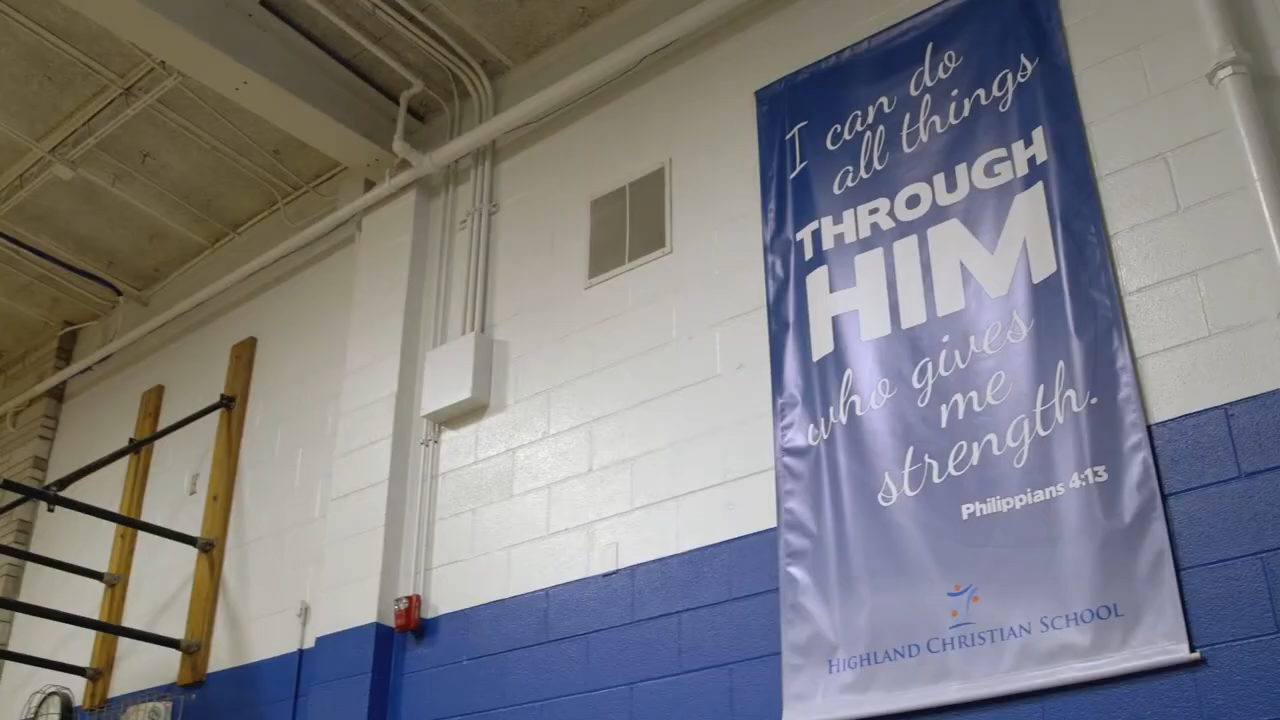 I can do
all things
THROUGH
HIM
who gives
me
strength.
Philippians 4:13
HIGHLAND CHRISTIAN SCHOOL